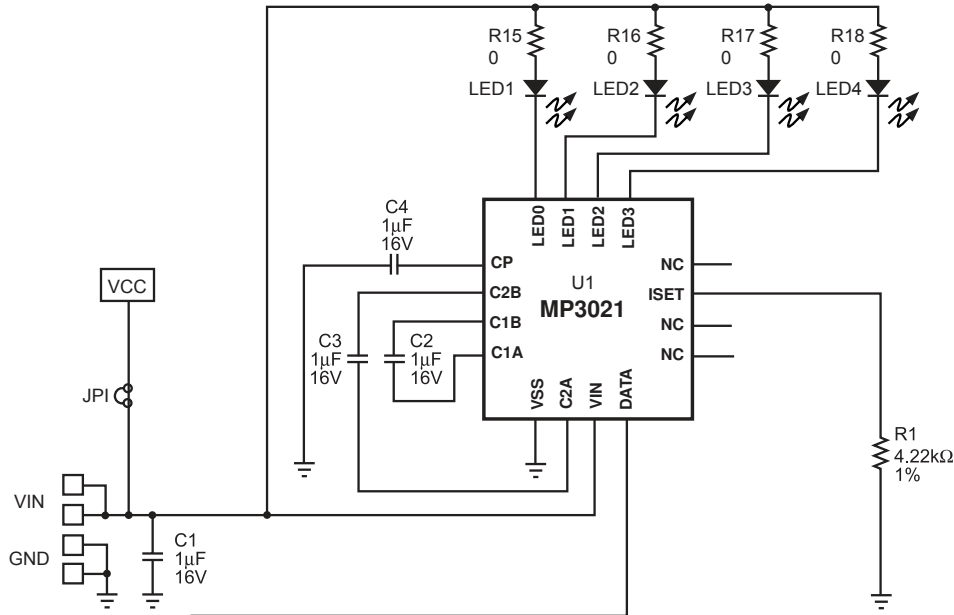 R15
0
R16
0
R17
0
R18
0
LED1
LED2
LED3
LED4
C4
1µF
16V
LED0
LED1
LED2
LED3
CP
C2B
C1B
C1A
U1
MP3021
NC
ISET
NC
NC
VSS
C2A
VIN
DATA
VCC
C3
1µF
16V
C2
1µF
16V
JPI
R1
4.22kΩ
1%
VIN
GND
C1
1µF
16V